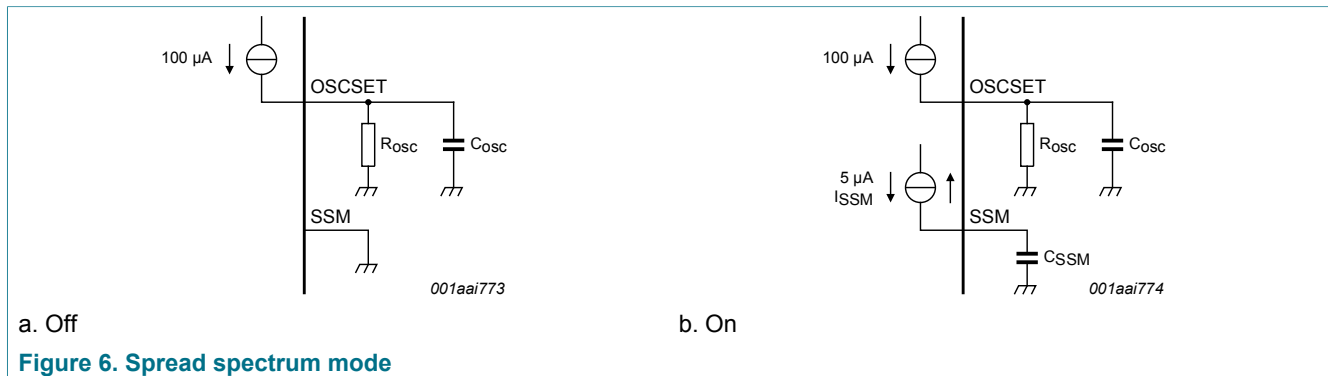 100 µA
OSCSET
Rosc
Cosc
SSM
001aai773
a. Off
100 µA
OSCSET
Rosc
Cosc
5 µA
ISSM
SSM
CSSM
001aai774
b. On
Figure 6. Spread spectrum mode